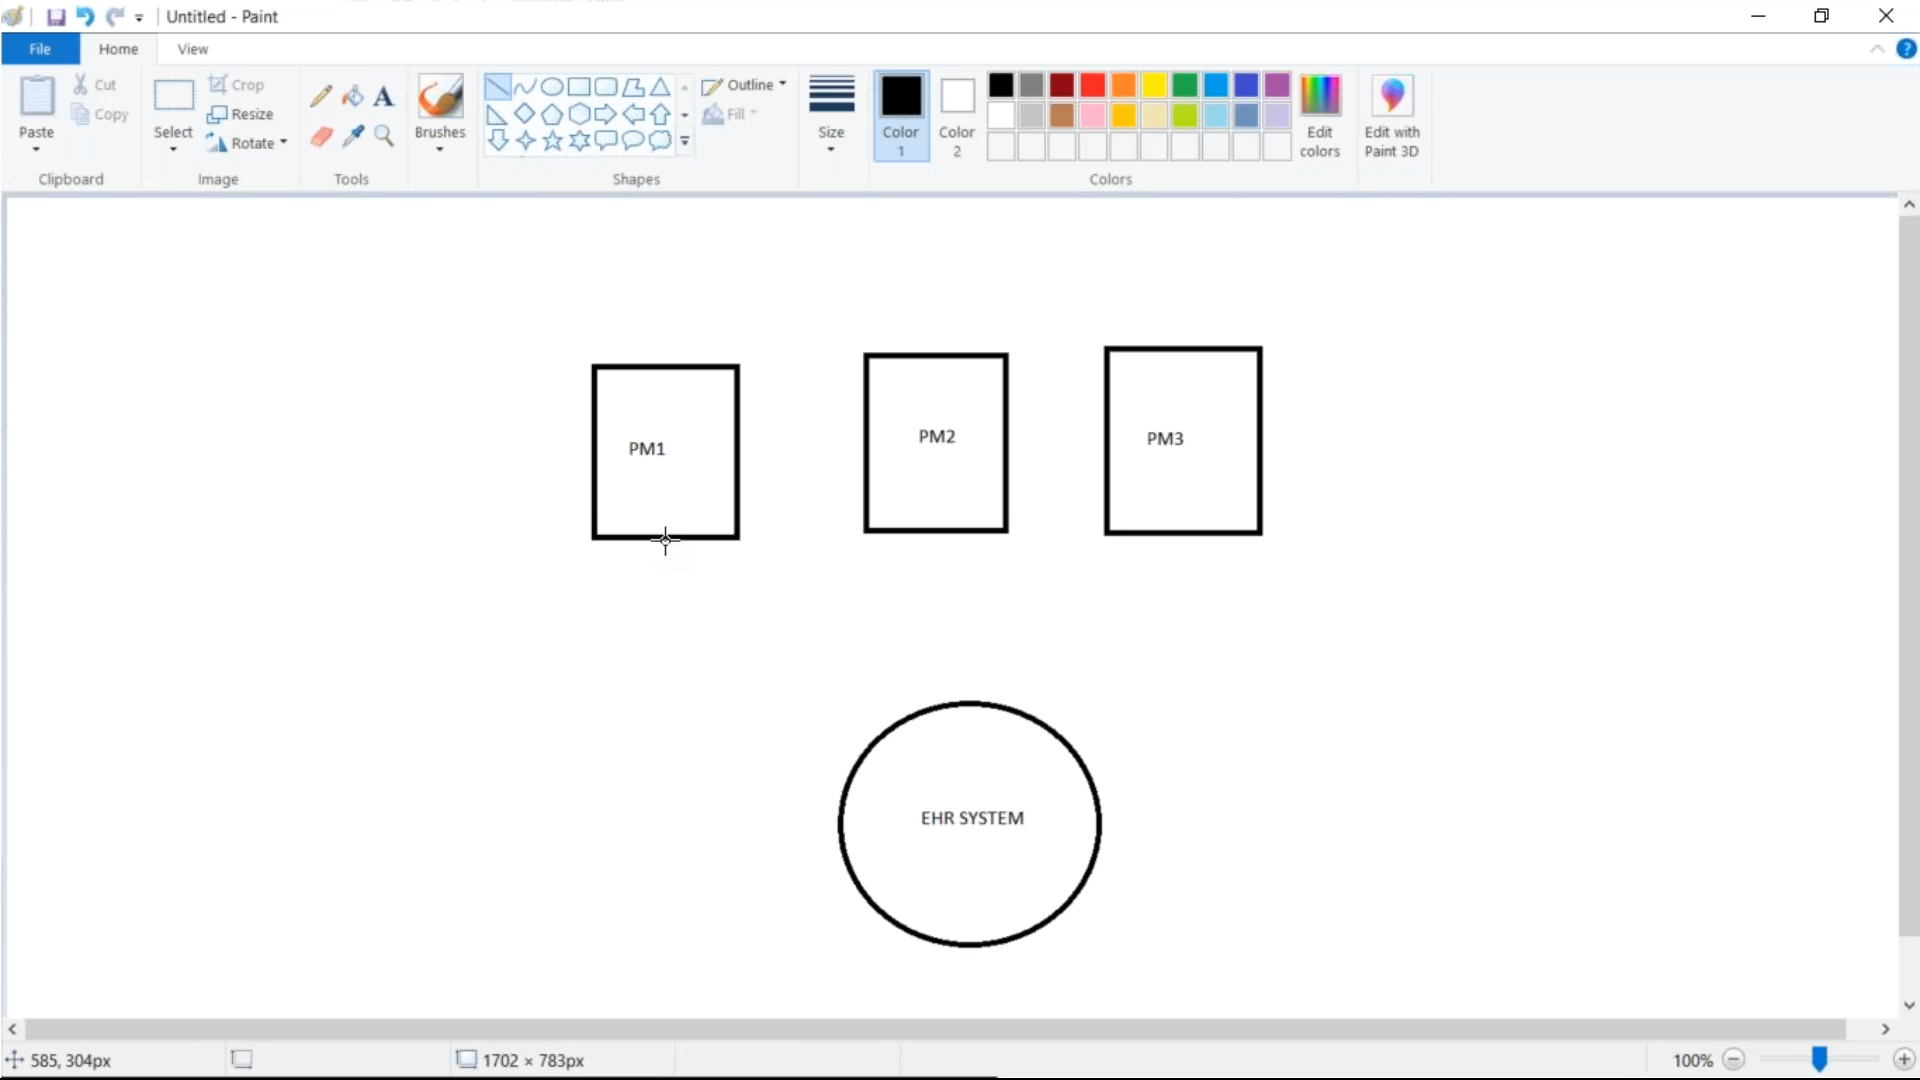 Untitled - Paint
File Home View
Paste
Cut
Copy
Clipboard
Select
Crop
Resize
Rotate
Image
A
Tools
Brushes
Shapes
Outline
Fill
Size
Color 1
Color 2
Colors
Edit colors
Edit with Paint 3D
?
PM1
PM2
PM3
EHR SYSTEM
585, 304px
1702 × 783px
100%